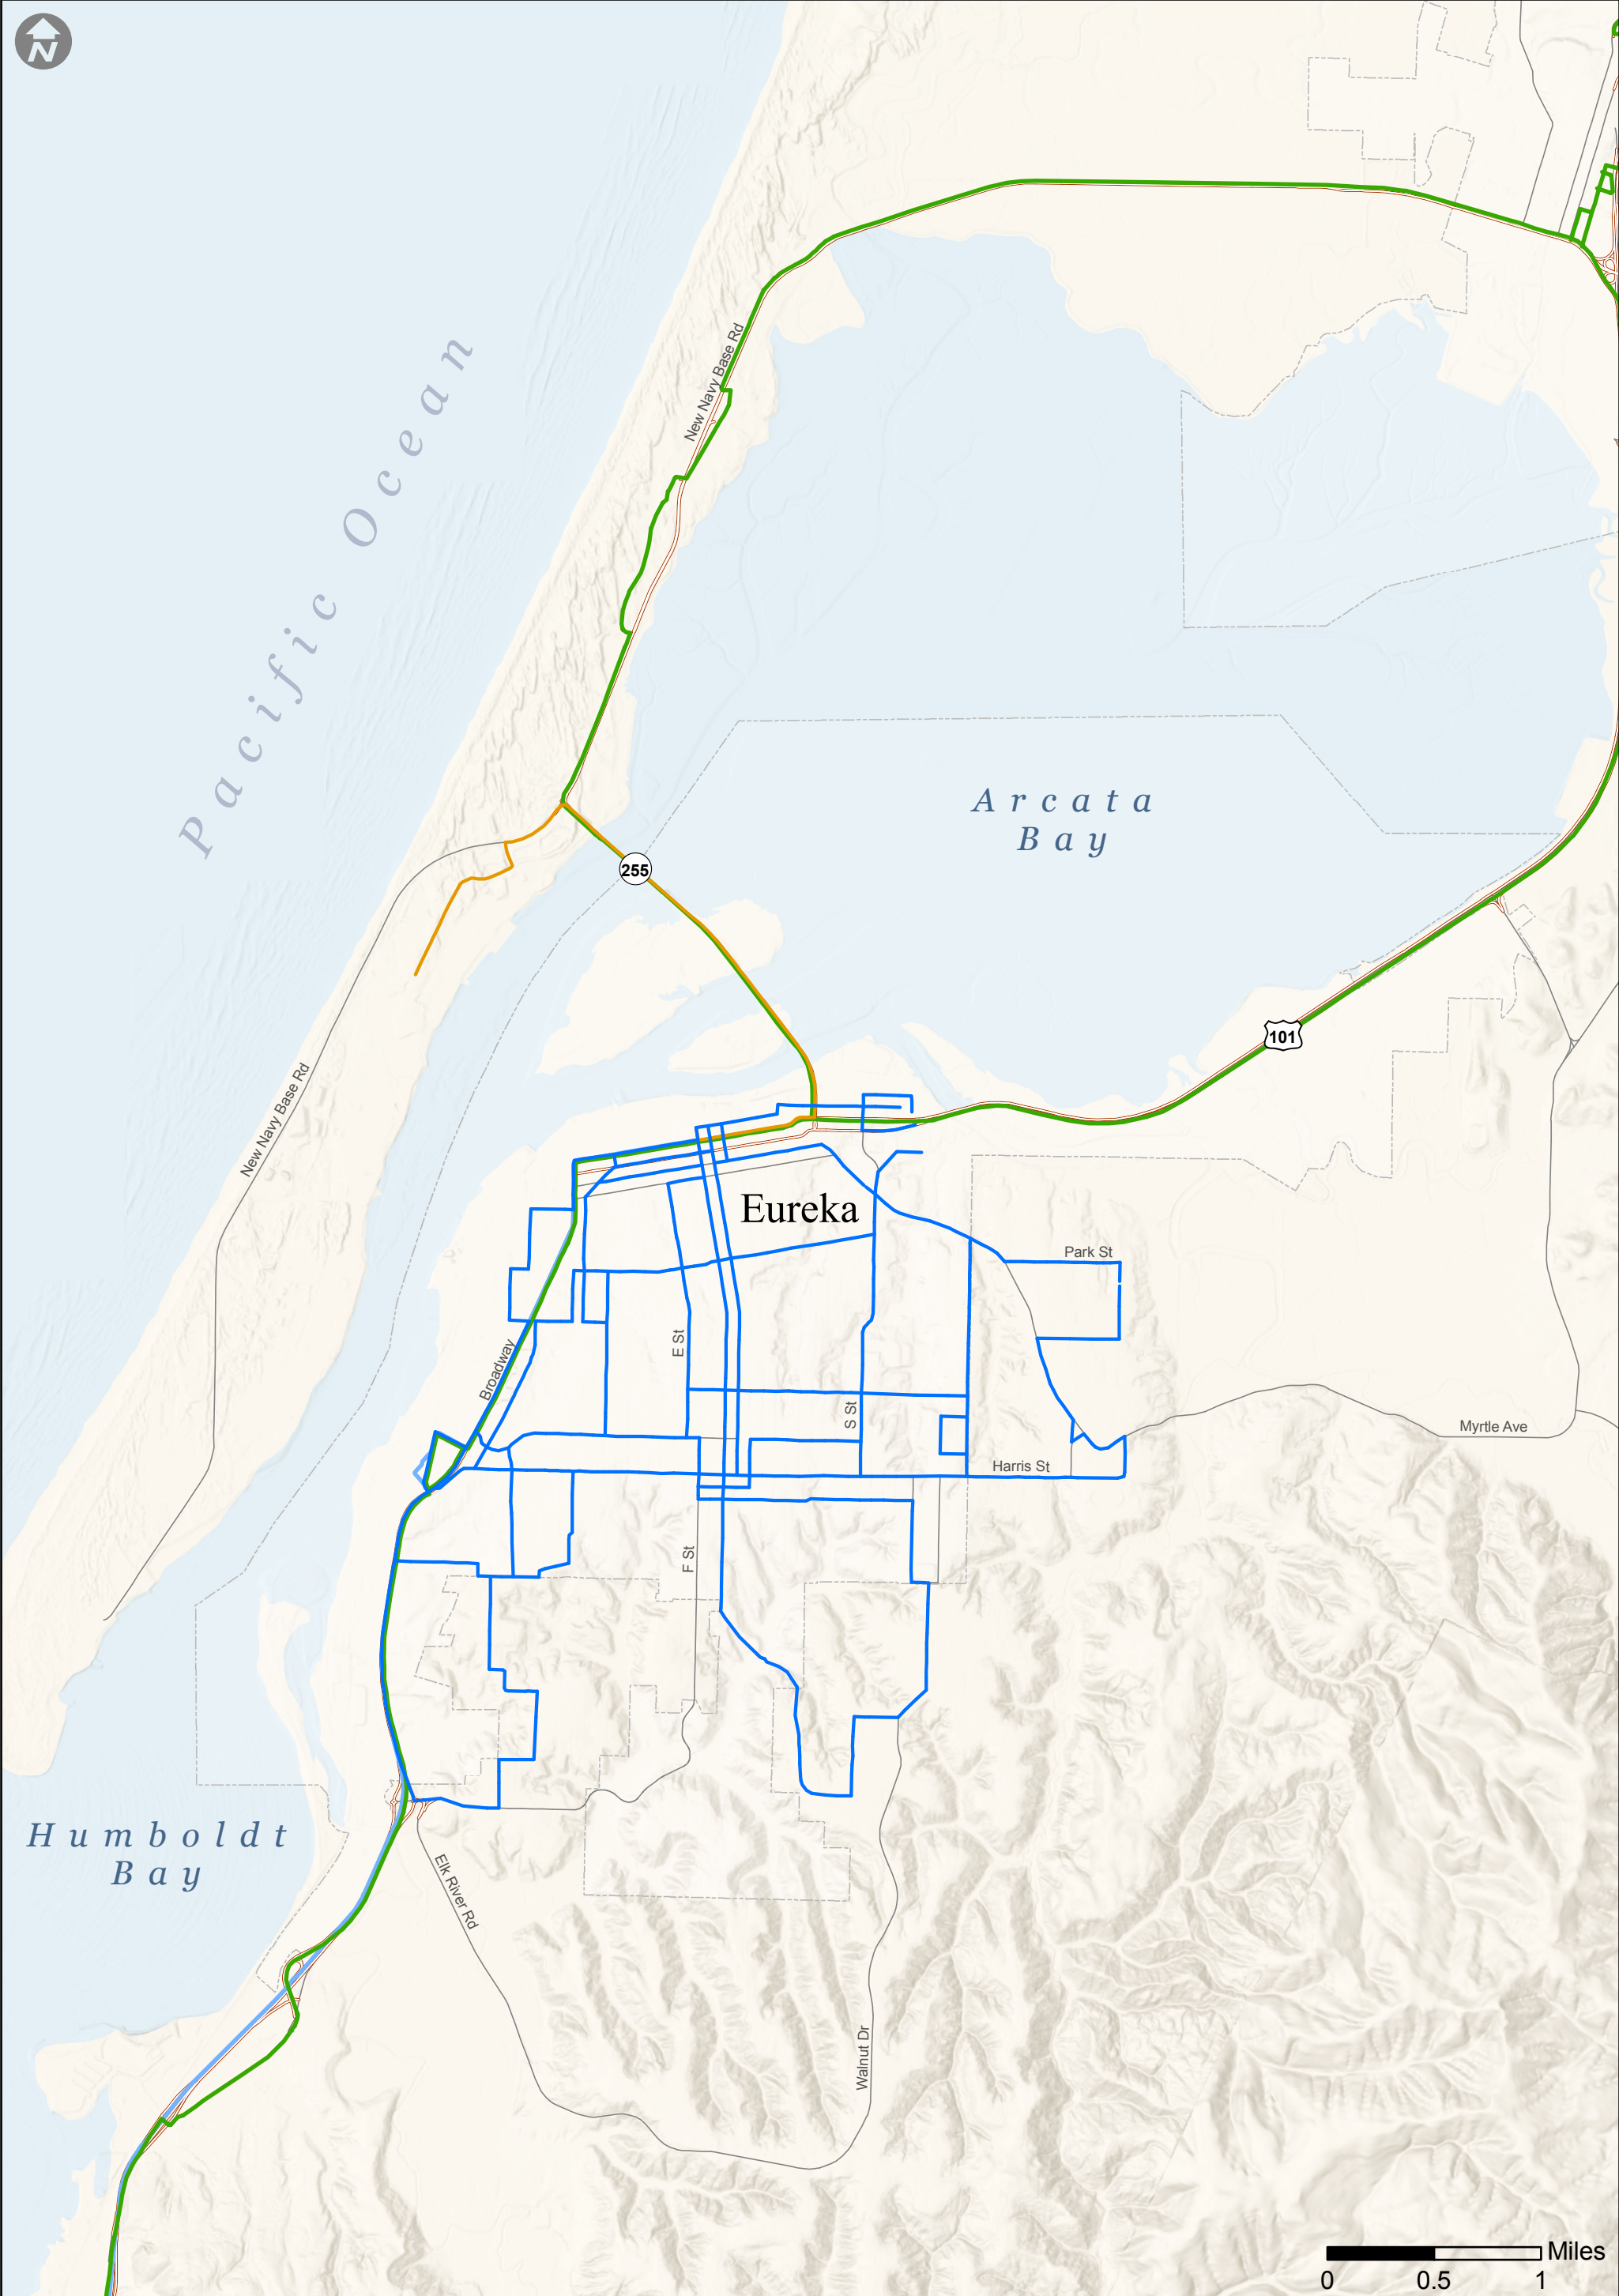 N
New Navy Base Rd
Pacific Ocean
Arcata
Bay
255
101
New Navy Base Rd
Eureka
Park St
E St
Broadway
S St
Myrtle Ave
Harris St
F St
Humboldt
Bay
Elk River Rd
Walnut Dr
Miles
0 0.5 1